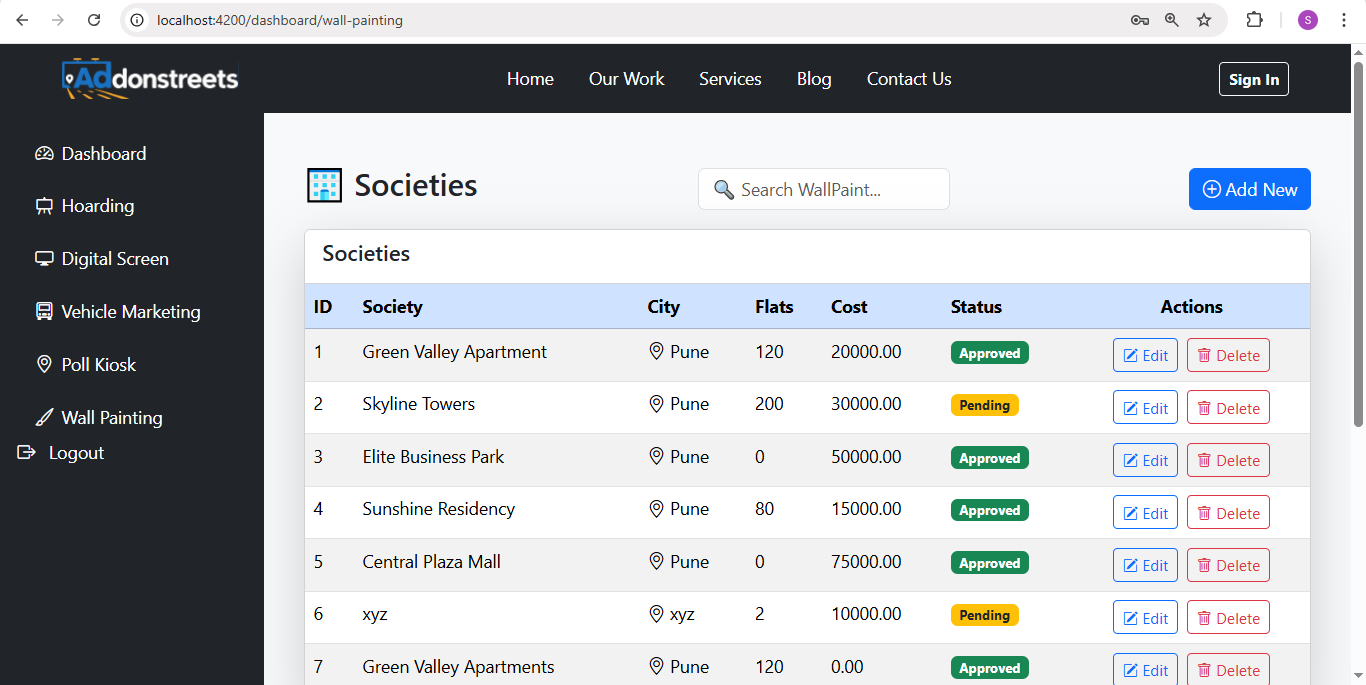 localhost:4200/dashboard/wall-painting
S
Addonstreets
Home Our Work Services Blog Contact Us
Sign In
Dashboard
Hoarding
Digital Screen
Vehicle Marketing
Poll Kiosk
Wall Painting
Logout
Societies
Search WallPaint...
Add New
Societies
ID Society City Flats Cost Status Actions
1 Green Valley Apartment Pune 120 20000.00 Approved Edit Delete
2 Skyline Towers Pune 200 30000.00 Pending Edit Delete
3 Elite Business Park Pune 0 50000.00 Approved Edit Delete
4 Sunshine Residency Pune 80 15000.00 Approved Edit Delete
5 Central Plaza Mall Pune 0 75000.00 Approved Edit Delete
6 xyz xyz 2 10000.00 Pending Edit Delete
7 Green Valley Apartments Pune 120 0.00 Approved Edit Delete